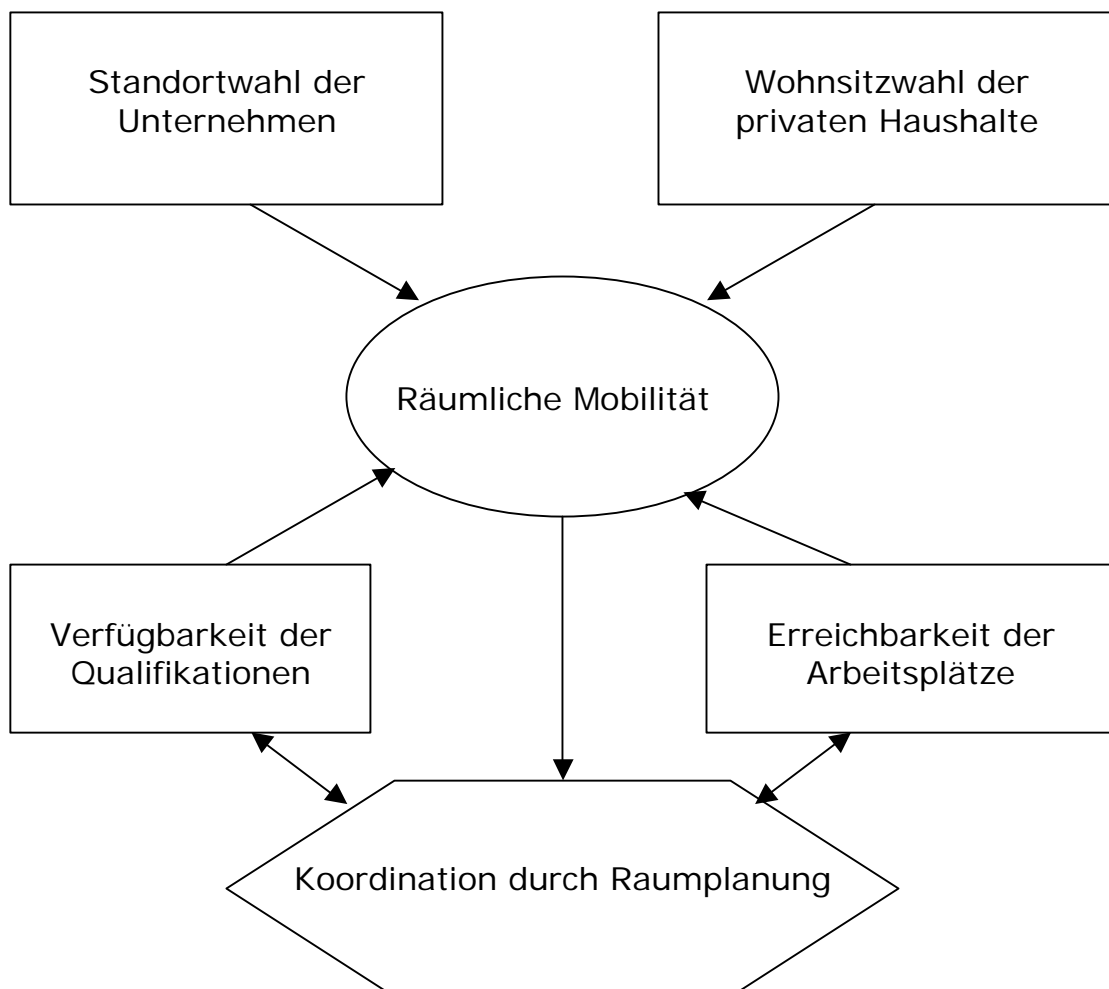 Standortwahl der
Unternehmen
Wohnsitzwahl der
privaten Haushalte
Räumliche Mobilität
Verfügbarkeit der
Qualifikationen
Erreichbarkeit der
Arbeitsplätze
Koordination durch Raumplanung